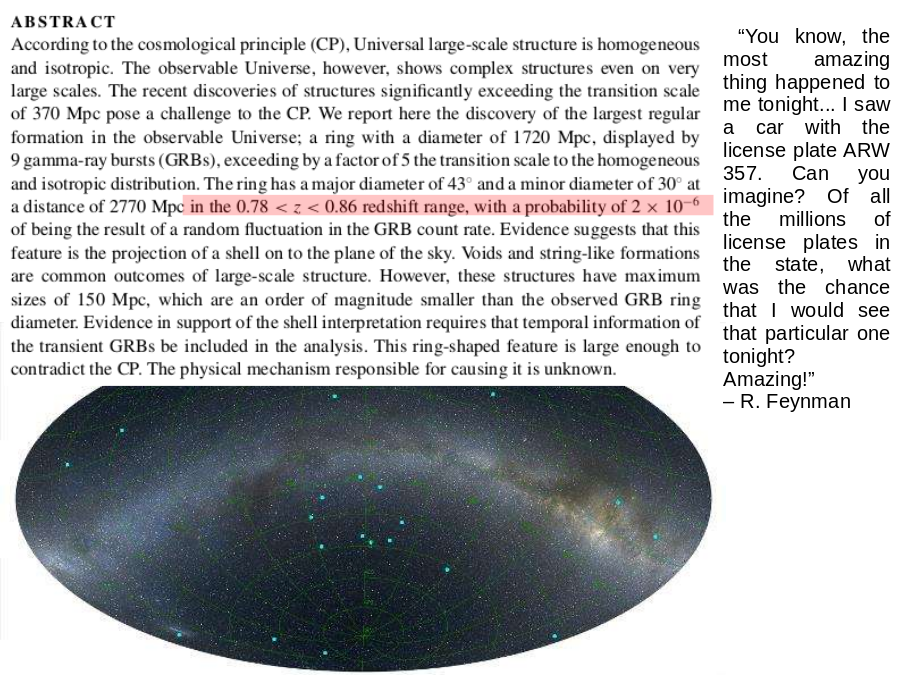 ABSTRACT
According to the cosmological principle (CP), Universal large-scale structure is homogeneous
and isotropic. The observable Universe, however, shows complex structures even on very
large scales. The recent discoveries of structures significantly exceeding the transition scale
of 370 Mpc pose a challenge to the CP. We report here the discovery of the largest regular
formation in the observable Universe; a ring with a diameter of 1720 Mpc, displayed by
9 gamma-ray bursts (GRBs), exceeding by a factor of 5 the transition scale to the homogeneous
and isotropic distribution. The ring has a major diameter of 43° and a minor diameter of 30° at
a distance of 2770 Mpc in the 0.78 < z < 0.86 redshift range, with a probability of 2 × 10⁻⁶
of being the result of a random fluctuation in the GRB count rate. Evidence suggests that this
feature is the projection of a shell on to the plane of the sky. Voids and string-like formations
are common outcomes of large-scale structure. However, these structures have maximum
sizes of 150 Mpc, which are an order of magnitude smaller than the observed GRB ring
diameter. Evidence in support of the shell interpretation requires that temporal information of
the transient GRBs be included in the analysis. This ring-shaped feature is large enough to
contradict the CP. The physical mechanism responsible for causing it is unknown.
“You know, the
most amazing
thing happened to
me tonight... I saw
a car with the
license plate ARW
357. Can you
imagine? Of all
the millions of
license plates in
the state, what
was the chance
that I would see
that particular one
tonight?
Amazing!”
– R. Feynman